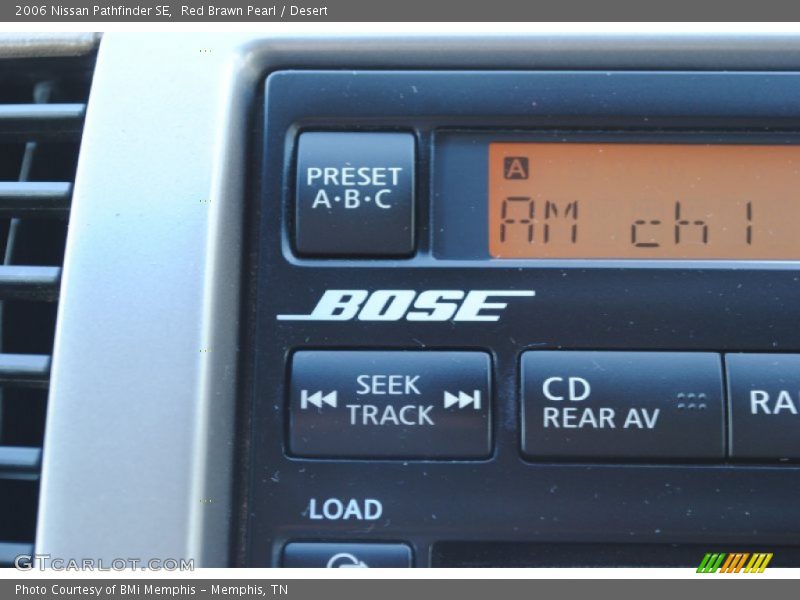 2006 Nissan Pathfinder SE,  Red Brawn Pearl / Desert
PRESET
A·B·C
A
AM ch1
BOSE
SEEK
TRACK
CD
REAR AV
RA
LOAD
GTCARLOT.COM
Photo Courtesy of BMi Memphis – Memphis, TN